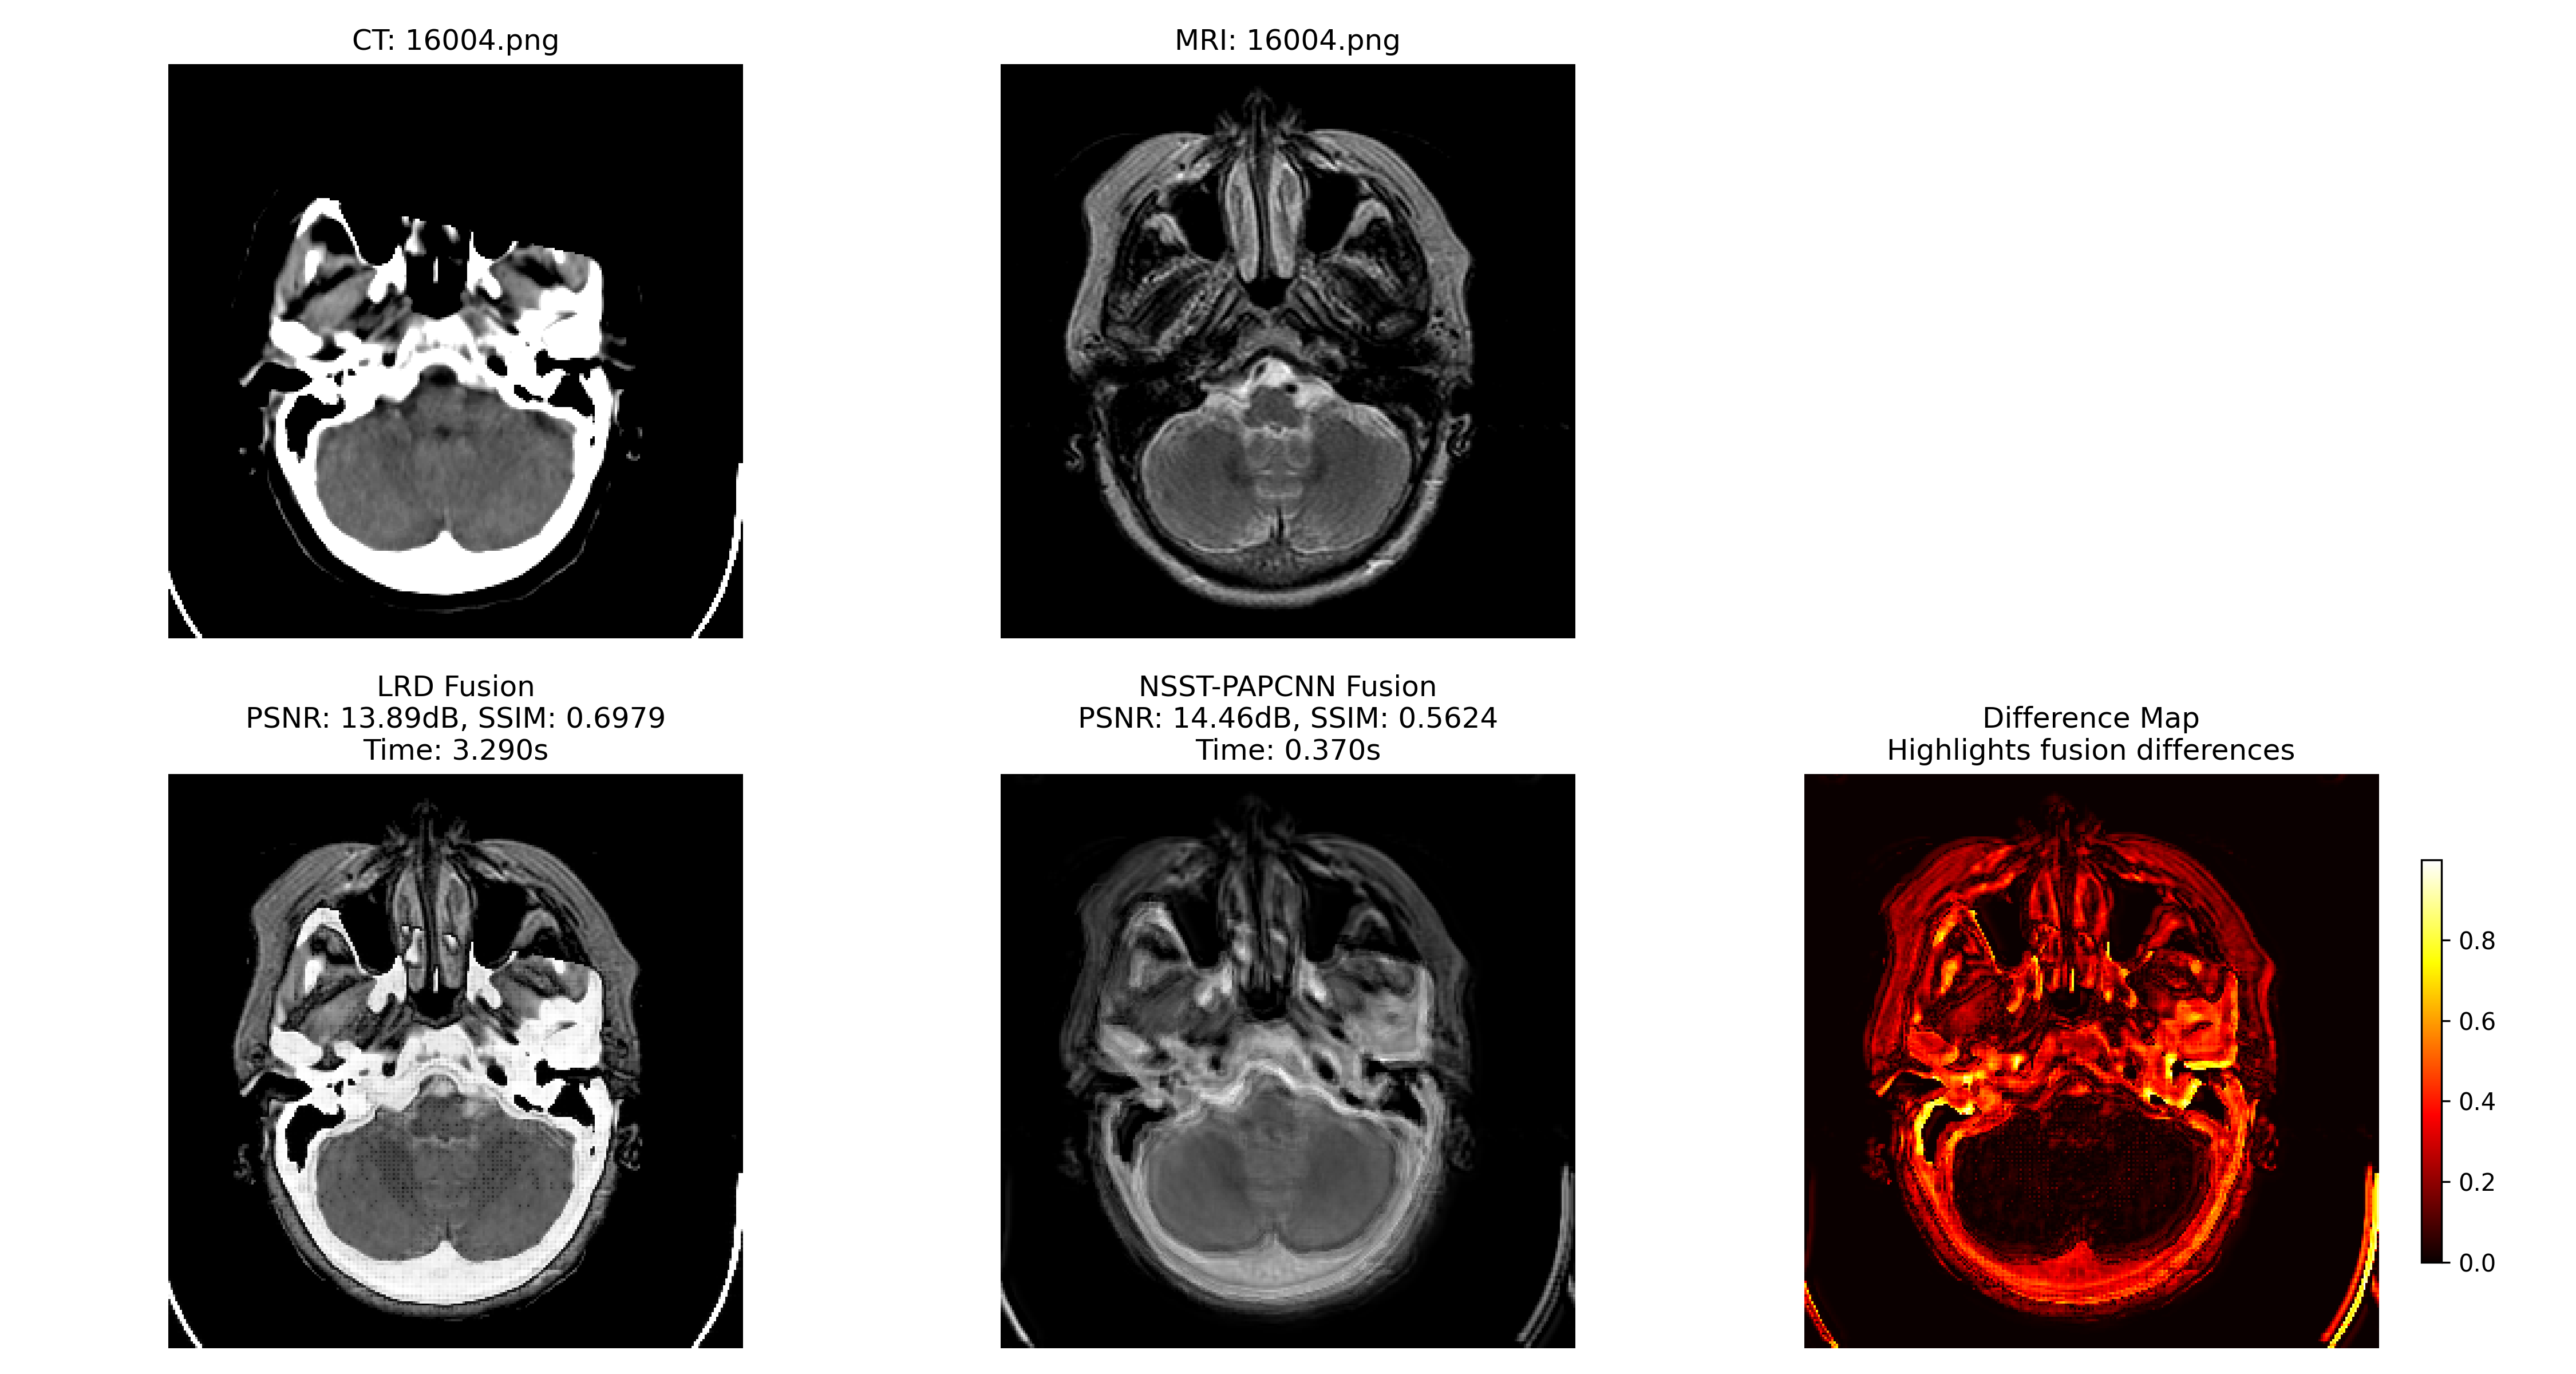 CT: 16004.png
MRI: 16004.png
LRD Fusion
PSNR: 13.89dB, SSIM: 0.6979
Time: 3.290s
NSST-PAPCNN Fusion
PSNR: 14.46dB, SSIM: 0.5624
Time: 0.370s
Difference Map
Highlights fusion differences
0.8
0.6
0.4
0.2
0.0